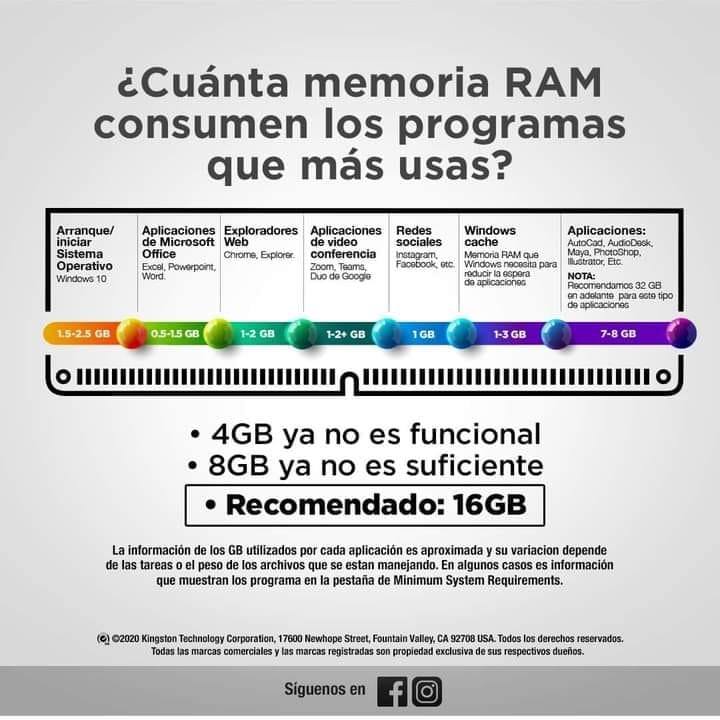 ¿Cuánta memoria RAM
consumen los programas
que más usas?
Arranque/
iniciar
Sistema
Operativo
Windows 10
Aplicaciones
de Microsoft
Office
Excel, Powerpoint,
Word.
Exploradores
Web
Chrome, Explorer.
Aplicaciones
de video
conferencia
Zoom, Teams,
Duo de Google
Redes
sociales
Instagram,
Facebook, etc.
Windows
cache
Memoria RAM que
Windows necesita para
reducir la espera
de aplicaciones
Aplicaciones:
AutoCad, AudioDesk,
Maya, PhotoShop,
Illustrator, Etc.
NOTA:
Recomendamos 32 GB
en adelante para este tipo
de aplicaciones
1.5-2.5 GB
0.5-1.5 GB
1-2 GB
1-2+ GB
1 GB
1-3 GB
7-8 GB
• 4GB ya no es funcional
• 8GB ya no es suficiente
• Recomendado: 16GB
La información de los GB utilizados por cada aplicación es aproximada y su variacion depende
de las tareas o el peso de los archivos que se estan manejando. En algunos casos es información
que muestran los programa en la pestaña de Minimum System Requirements.
©2020 Kingston Technology Corporation, 17600 Newhope Street, Fountain Valley, CA 92708 USA. Todos los derechos reservados.
Todas las marcas comerciales y las marcas registradas son propiedad exclusiva de sus respectivos dueños.
Síguenos en